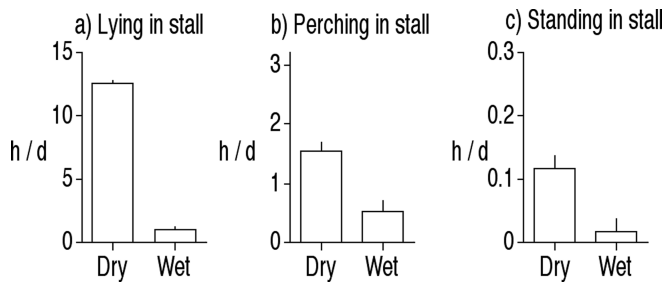 a) Lying in stall
15
10
h / d
5
0
Dry Wet
b) Perching in stall
3
2
h / d
1
0
Dry Wet
c) Standing in stall
0.3
0.2
h / d
0.1
0
Dry Wet